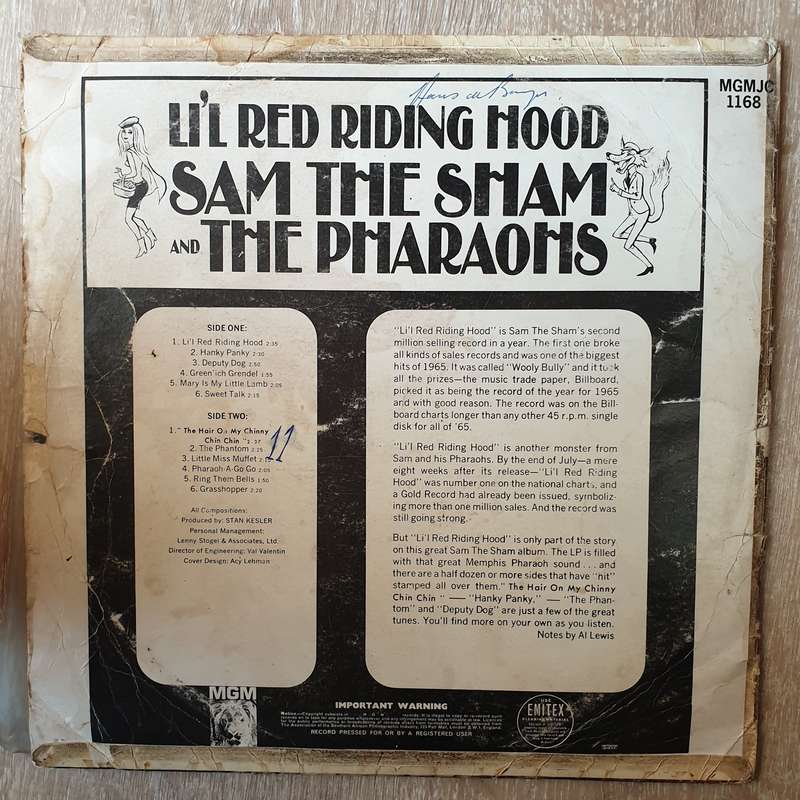 MGMJC
1168
LI'L RED RIDING HOOD
SAM THE SHAM
AND THE PHARAOHS
SIDE ONE:
1. Li'l Red Riding Hood 2:35
2. Hanky Panky 2:30
3. Deputy Dog 2:50
4. Green'ich Grendel 1:55
5. Mary Is My Little Lamb 2:05
6. Sweet Talk 2:15
SIDE TWO:
1." The Hair On My Chinny
Chin Chin " 2:37
2. The Phantom 2:25
3. Little Miss Muffet
4. Pharaoh-A-Go Go 2:05
5. Ring Them Bells 1:50
6. Grasshopper 2:20
11
All Compositions:
Produced by: STAN KESLER
Personal Management:
Lenny Stogel & Associates, Ltd.
Director of Engineering: Val Valentin
Cover Design: Acy Lehman
"Li'l Red Riding Hood" is Sam The Sham's second
million selling record in a year. The first one broke
all kinds of sales records and was one of the biggest
hits of 1965. It was called "Wooly Bully" and it took
all the prizes—the music trade paper, Billboard,
picked it as being the record of the year for 1965
and with good reason. The record was on the Bill-
board charts longer than any other 45 r.p.m. single
disk for all of '65.
"Li'l Red Riding Hood" is another monster from
Sam and his Pharaohs. By the end of July—a mere
eight weeks after its release—"Li'l Red Riding
Hood" was number one on the national charts, and
a Gold Record had already been issued, symboliz-
ing more than one million sales. And the record was
still going strong.
But "Li'l Red Riding Hood" is only part of the story
on this great Sam The Sham album. The LP is filled
with that great Memphis Pharaoh sound . . . and
there are a half dozen or more sides that have "hit"
stamped all over them." The Hair On My Chinny
Chin Chin " — "Hanky Panky," — "The Phan-
tom" and "Deputy Dog" are just a few of the great
tunes. You'll find more on your own as you listen.
Notes by Al Lewis
MGM
IMPORTANT WARNING
RECORD PRESSED FOR OR BY A REGISTERED USER
USE
EMITEX